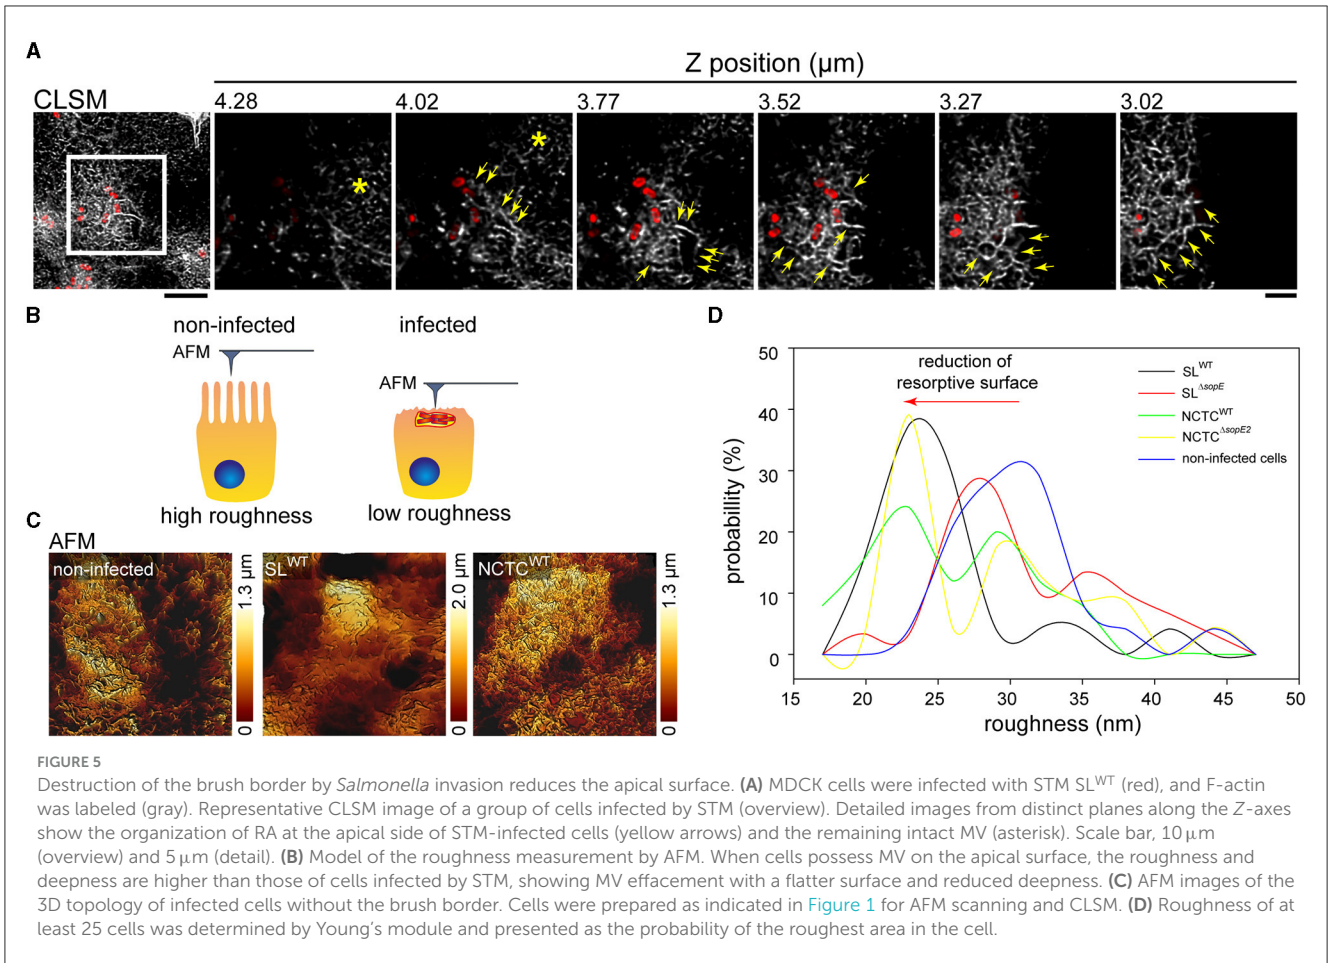 A
Z position (µm)
CLSM
4.28
4.02
3.77
3.52
3.27
3.02
*
*
B
non-infected
infected
AFM
AFM
high roughness
low roughness
C
AFM
non-infected
0 1.3 µm
SL^WT
0 2.0 µm
NCTC^WT
0 1.3 µm
D
50
40
30
20
10
0
probabillity (%)
reduction of
resorptive surface
SL^WT
SL^ΔsopE
NCTC^WT
NCTC^ΔsopE2
non-infected cells
15 20 25 30 35 40 45 50
roughness (nm)
FIGURE 5
Destruction of the brush border by Salmonella invasion reduces the apical surface. (A) MDCK cells were infected with STM SL^WT (red), and F-actin
was labeled (gray). Representative CLSM image of a group of cells infected by STM (overview). Detailed images from distinct planes along the Z-axes
show the organization of RA at the apical side of STM-infected cells (yellow arrows) and the remaining intact MV (asterisk). Scale bar, 10 µm
(overview) and 5 µm (detail). (B) Model of the roughness measurement by AFM. When cells possess MV on the apical surface, the roughness and
deepness are higher than those of cells infected by STM, showing MV effacement with a flatter surface and reduced deepness. (C) AFM images of the
3D topology of infected cells without the brush border. Cells were prepared as indicated in Figure 1 for AFM scanning and CLSM. (D) Roughness of at
least 25 cells was determined by Young's module and presented as the probability of the roughest area in the cell.